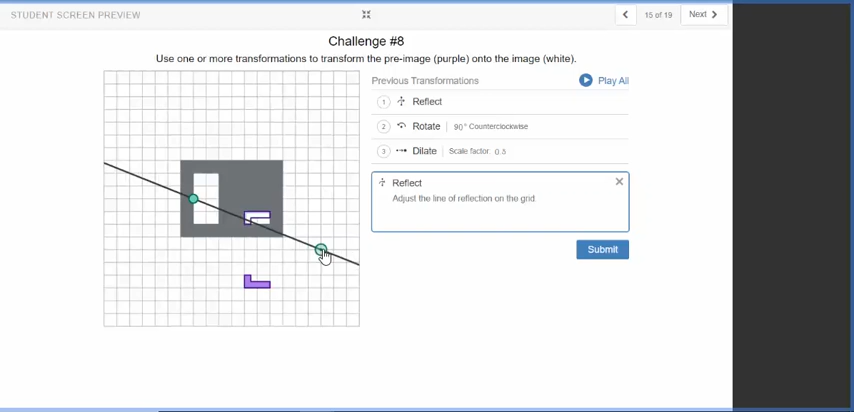 STUDENT SCREEN PREVIEW
15 of 19
Next
Challenge #8
Use one or more transformations to transform the pre-image (purple) onto the image (white).
Previous Transformations
Play All
1 Reflect
2 Rotate 90° Counterclockwise
3 Dilate Scale factor: 0.3
Reflect
Adjust the line of reflection on the grid
Submit